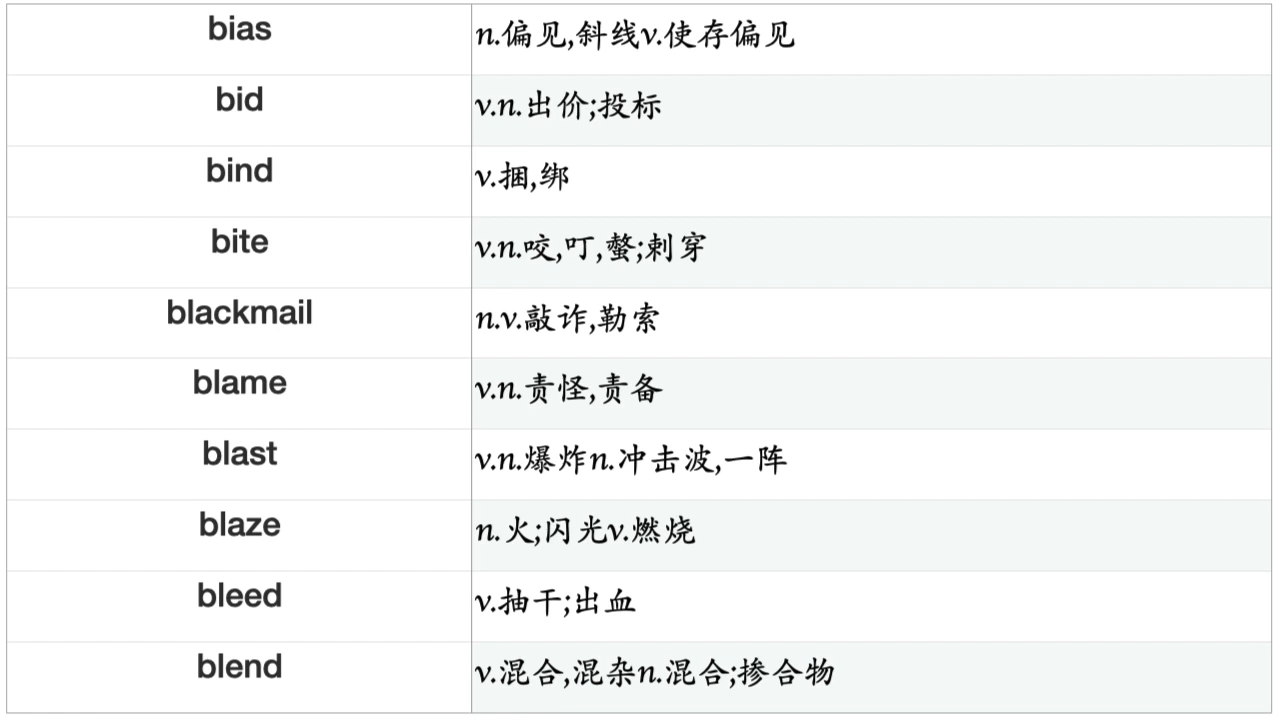 bias n.偏见,斜线v.使存偏见
bid v.n.出价;投标
bind v.捆,绑
bite v.n.咬,叮,螫;刺穿
blackmail n.v.敲诈,勒索
blame v.n.责怪,责备
blast v.n.爆炸n.冲击波,一阵
blaze n.火;闪光v.燃烧
bleed v.抽干;出血
blend v.混合,混杂n.混合;掺合物